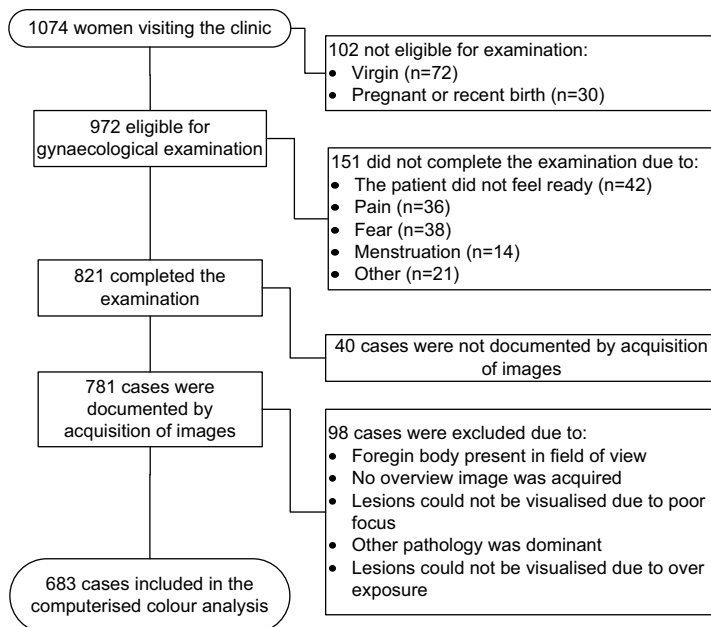 1074 women visiting the clinic
102 not eligible for examination:
• Virgin (n=72)
• Pregnant or recent birth (n=30)
972 eligible for
gynaecological examination
151 did not complete the examination due to:
• The patient did not feel ready (n=42)
• Pain (n=36)
• Fear (n=38)
• Menstruation (n=14)
• Other (n=21)
821 completed the
examination
40 cases were not documented by acquisition
of images
781 cases were
documented by
acquisition of images
98 cases were excluded due to:
• Foregin body present in field of view
• No overview image was acquired
• Lesions could not be visualised due to poor
focus
• Other pathology was dominant
• Lesions could not be visualised due to over
exposure
683 cases included in the
computerised colour analysis